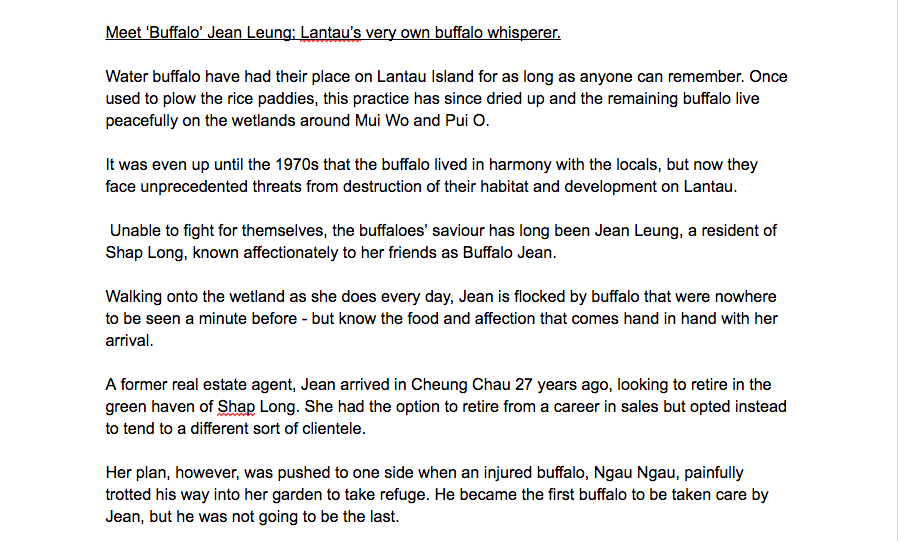 Meet ‘Buffalo’ Jean Leung; Lantau’s very own buffalo whisperer.
Water buffalo have had their place on Lantau Island for as long as anyone can remember. Once
used to plow the rice paddies, this practice has since dried up and the remaining buffalo live
peacefully on the wetlands around Mui Wo and Pui O.
It was even up until the 1970s that the buffalo lived in harmony with the locals, but now they
face unprecedented threats from destruction of their habitat and development on Lantau.
Unable to fight for themselves, the buffaloes’ saviour has long been Jean Leung, a resident of
Shap Long, known affectionately to her friends as Buffalo Jean.
Walking onto the wetland as she does every day, Jean is flocked by buffalo that were nowhere
to be seen a minute before - but know the food and affection that comes hand in hand with her
arrival.
A former real estate agent, Jean arrived in Cheung Chau 27 years ago, looking to retire in the
green haven of Shap Long. She had the option to retire from a career in sales but opted instead
to tend to a different sort of clientele.
Her plan, however, was pushed to one side when an injured buffalo, Ngau Ngau, painfully
trotted his way into her garden to take refuge. He became the first buffalo to be taken care by
Jean, but he was not going to be the last.